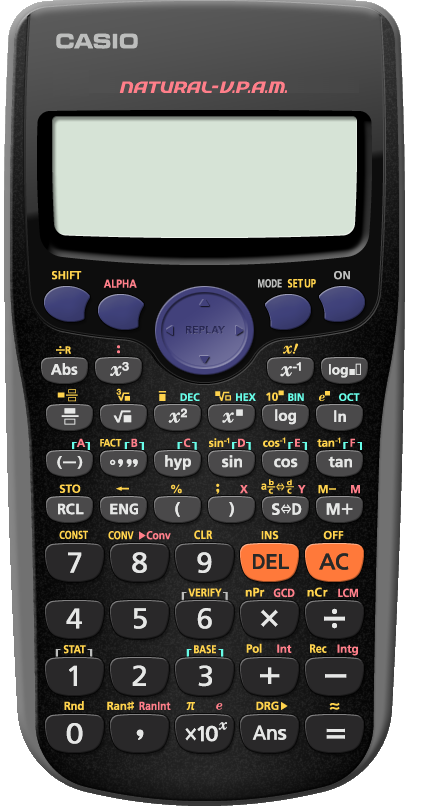 CASIO
NATURAL-V.P.A.M.
SHIFT ALPHA MODE SETUP ON
REPLAY
÷R : x!
Abs x³ x⁻¹ log■▯
■▤ ³√■ ■̅ DEC ■√▯ HEX 10■ BIN e■ OCT
▤ √■ x² x■ log ln
A FACT B C sin⁻¹ D cos⁻¹ E tan⁻¹ F
(−) ∘,,, hyp sin cos tan
STO ← % ; X a b/c⇔d/c Y M− M
RCL ENG ( ) S⇔D M+
CONST CONV ▶Conv CLR INS OFF
7 8 9 DEL AC
VERIFY nPr GCD nCr LCM
4 5 6 × ÷
STAT BASE Pol Int Rec Intg
1 2 3 + −
Rnd Ran# RanInt π e DRG▶ ≈
0 , ×10ˣ Ans =